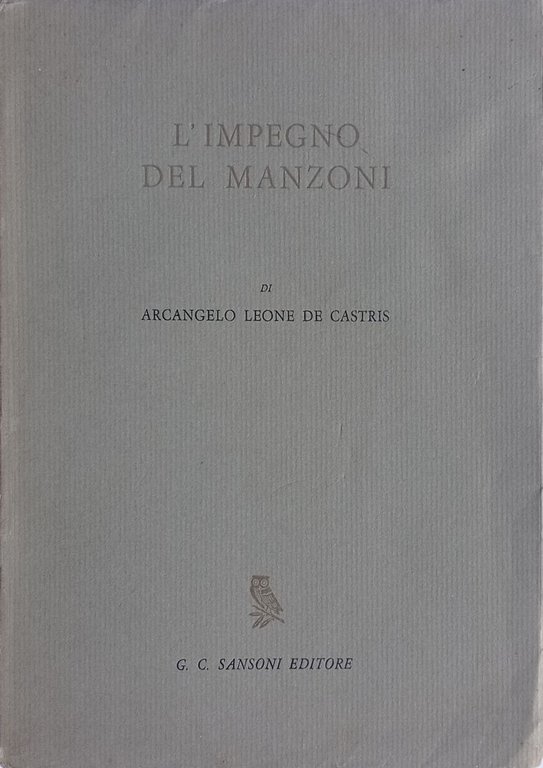 L'IMPEGNO
DEL MANZONI
DI
ARCANGELO LEONE DE CASTRIS
G. C. SANSONI EDITORE